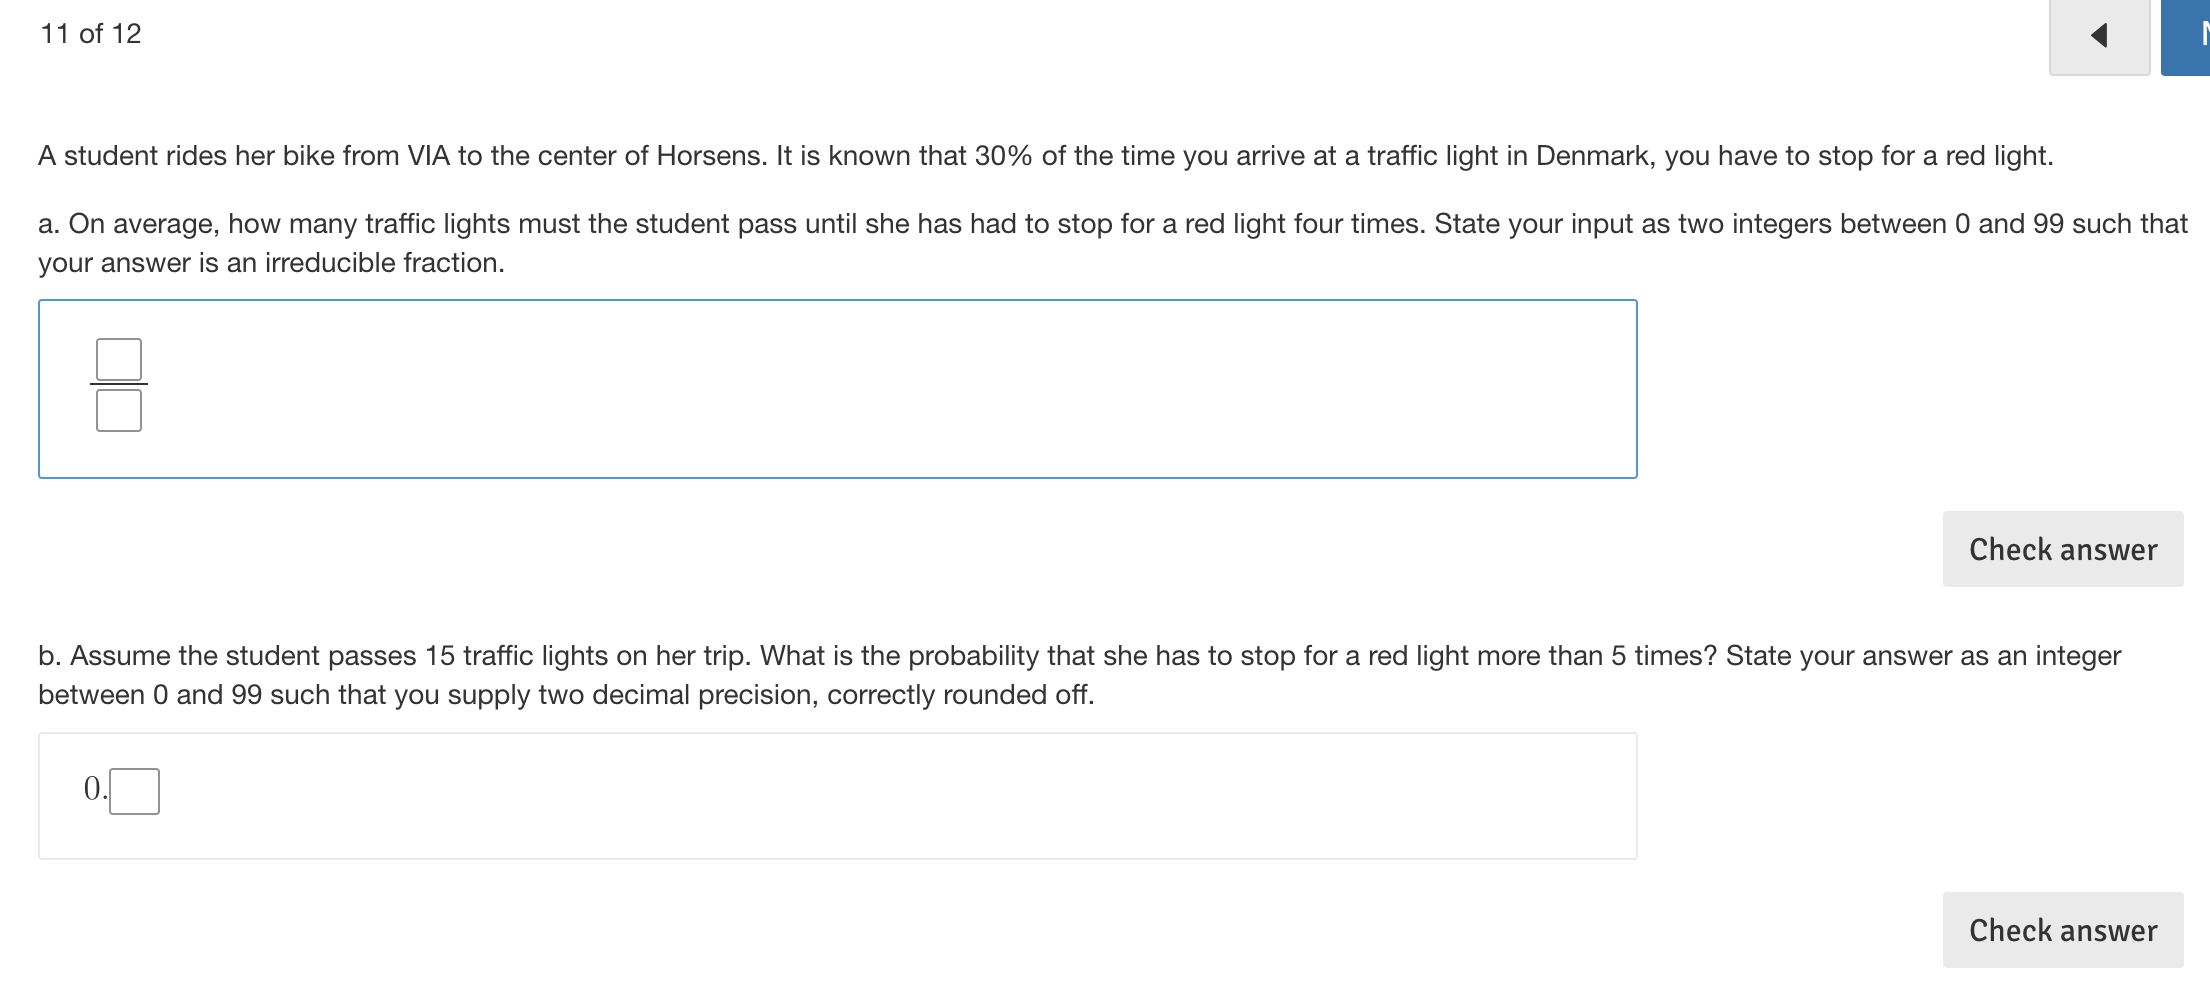 11 of 12
A student rides her bike from VIA to the center of Horsens. It is known that 30% of the time you arrive at a traffic light in Denmark, you have to stop for a red light.
a. On average, how many traffic lights must the student pass until she has had to stop for a red light four times. State your input as two integers between 0 and 99 such that
your answer is an irreducible fraction.
Check answer
b. Assume the student passes 15 traffic lights on her trip. What is the probability that she has to stop for a red light more than 5 times? State your answer as an integer
between 0 and 99 such that you supply two decimal precision, correctly rounded off.
0.
Check answer